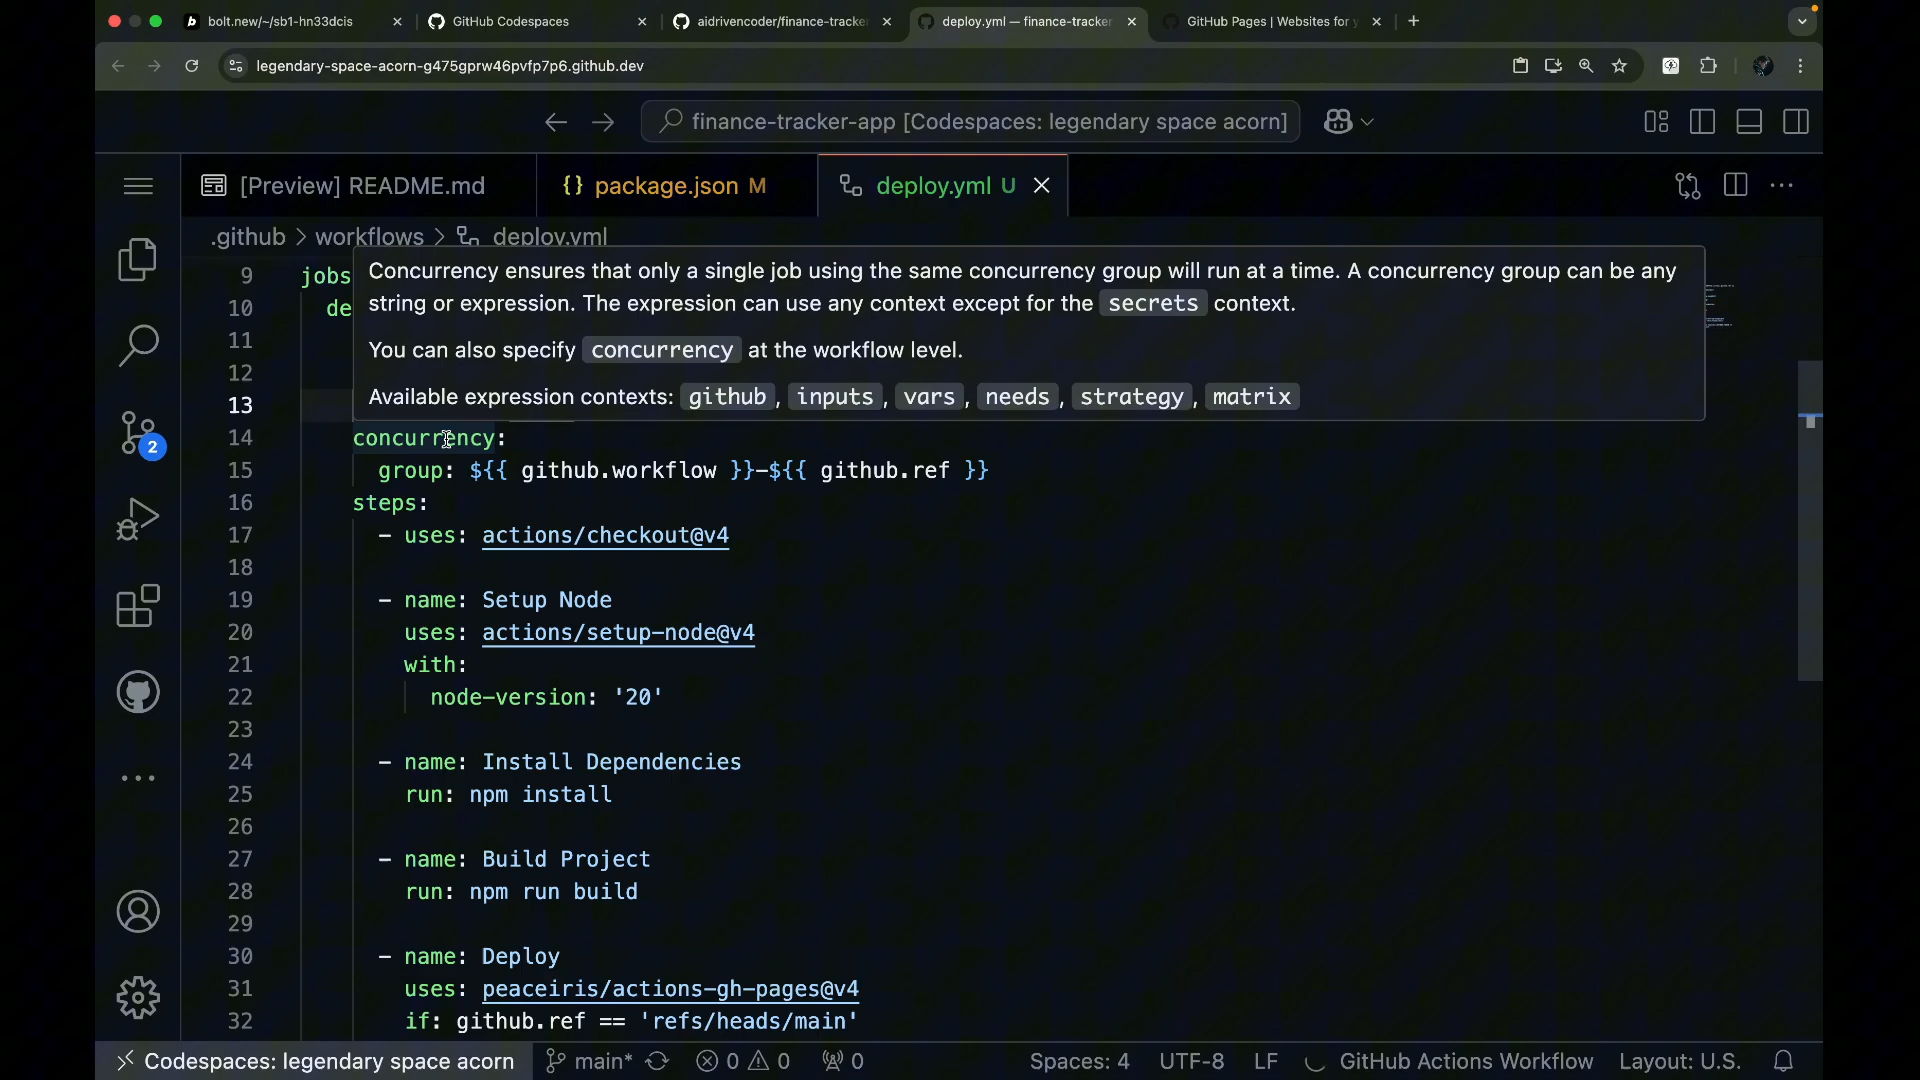 bolt.new/~/sb1-hn33dcis
GitHub Codespaces
aidrivencoder/finance-tracke
deploy.yml — finance-tracker
GitHub Pages | Websites for y
legendary-space-acorn-g475gprw46pvfp7p6.github.dev
finance-tracker-app [Codespaces: legendary space acorn]
[Preview] README.md
{} package.json M
deploy.yml U
.github > workflows > deploy.yml
9 jobs
10 de
11
12
13
Concurrency ensures that only a single job using the same concurrency group will run at a time. A concurrency group can be any
string or expression. The expression can use any context except for the secrets context.
You can also specify concurrency at the workflow level.
Available expression contexts: github, inputs, vars, needs, strategy, matrix
14 concurrency:
15 group: ${{ github.workflow }}-${{ github.ref }}
16 steps:
17 - uses: actions/checkout@v4
18
19 - name: Setup Node
20 uses: actions/setup-node@v4
21 with:
22 node-version: '20'
23
24 - name: Install Dependencies
25 run: npm install
26
27 - name: Build Project
28 run: npm run build
29
30 - name: Deploy
31 uses: peaceiris/actions-gh-pages@v4
32 if: github.ref == 'refs/heads/main'
2
Codespaces: legendary space acorn
main*
0
0
0
Spaces: 4
UTF-8
LF
GitHub Actions Workflow
Layout: U.S.